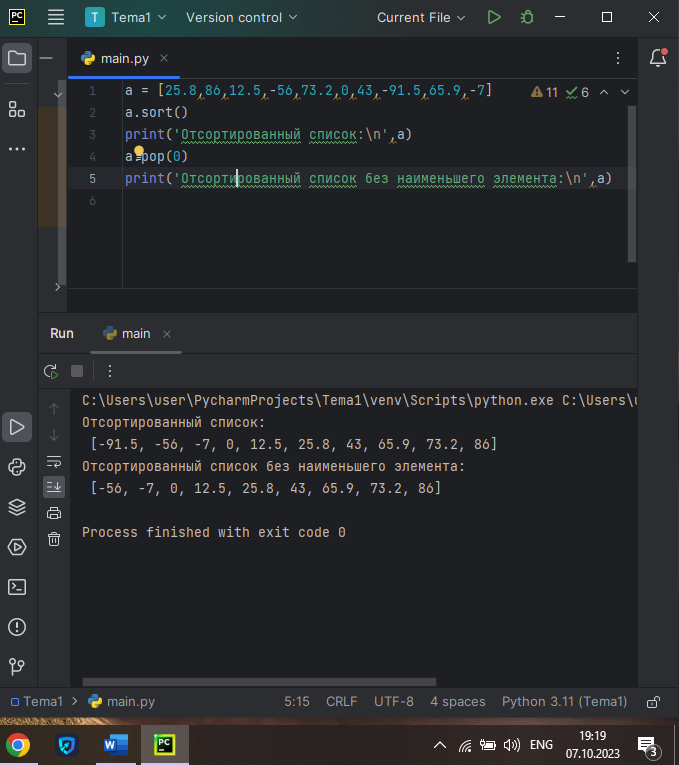 PC
T Tema1 Version control Current File
main.py
11 6
1 a = [25.8,86,12.5,-56,73.2,0,43,-91.5,65.9,-7]
2 a.sort()
3 print('Отсортированный список:\n',a)
4 a.pop(0)
5 print('Отсортированный список без наименьшего элемента:\n',a)
6
Run main
C:\Users\user\PycharmProjects\Tema1\venv\Scripts\python.exe C:\Users\
Отсортированный список:
[-91.5, -56, -7, 0, 12.5, 25.8, 43, 65.9, 73.2, 86]
Отсортированный список без наименьшего элемента:
[-56, -7, 0, 12.5, 25.8, 43, 65.9, 73.2, 86]
Process finished with exit code 0
Tema1 main.py 5:15 CRLF UTF-8 4 spaces Python 3.11 (Tema1)
W PC ENG 19:19
07.10.2023 3